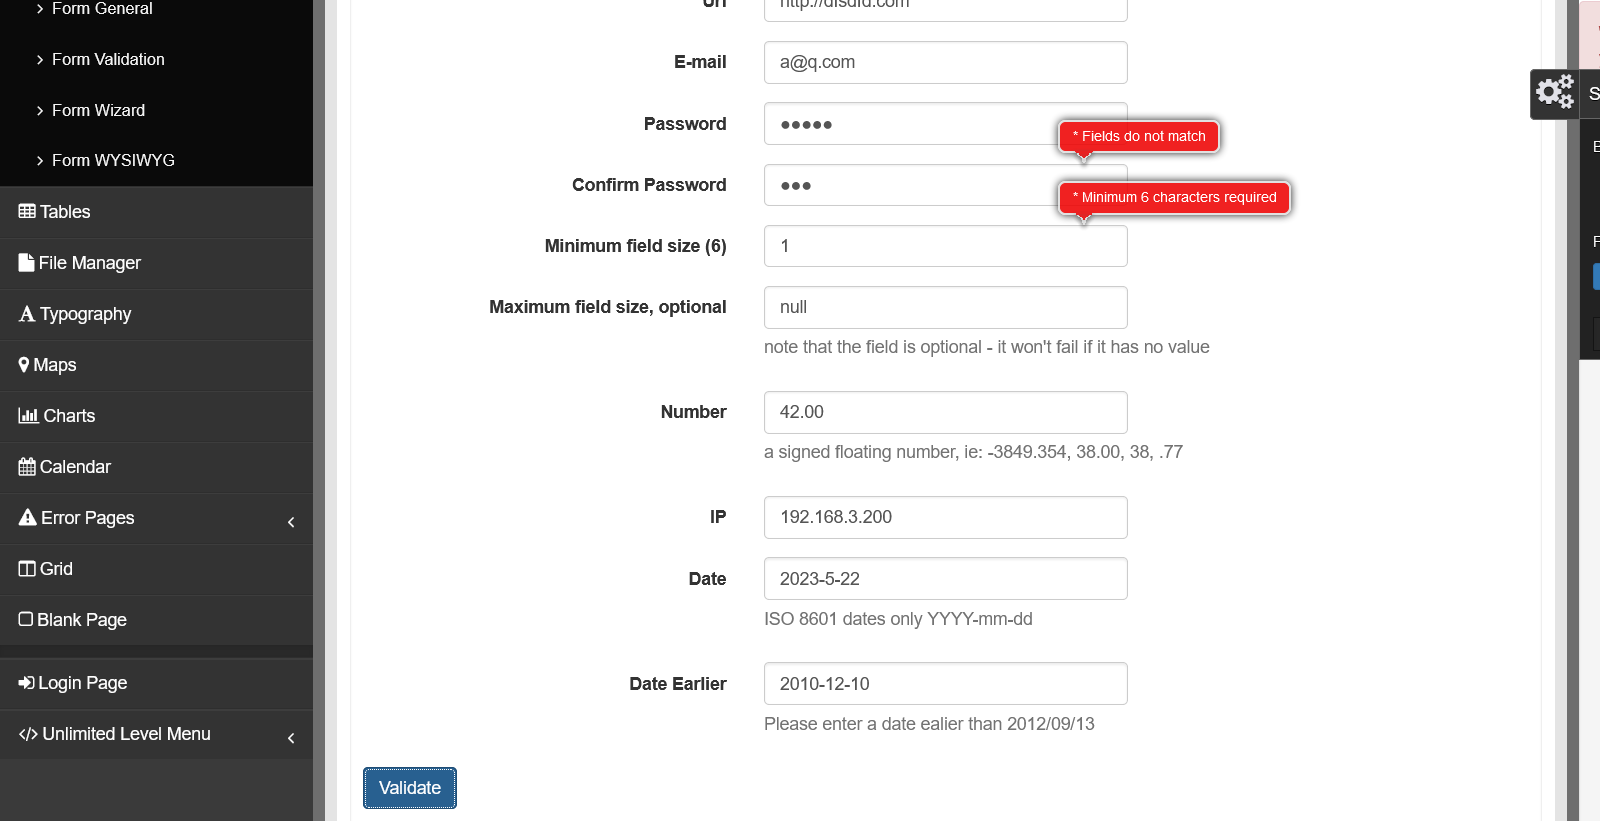 Form General
Form Validation
Form Wizard
Form WYSIWYG
Tables
File Manager
Typography
Maps
Charts
Calendar
Error Pages
Grid
Blank Page
Login Page
Unlimited Level Menu
Url
http://dfsdfd.com
E-mail
a@q.com
Password
●●●●●
* Fields do not match
Confirm Password
●●●
* Minimum 6 characters required
Minimum field size (6)
1
Maximum field size, optional
null
note that the field is optional - it won't fail if it has no value
Number
42.00
a signed floating number, ie: -3849.354, 38.00, 38, .77
IP
192.168.3.200
Date
2023-5-22
ISO 8601 dates only YYYY-mm-dd
Date Earlier
2010-12-10
Please enter a date ealier than 2012/09/13
Validate
S